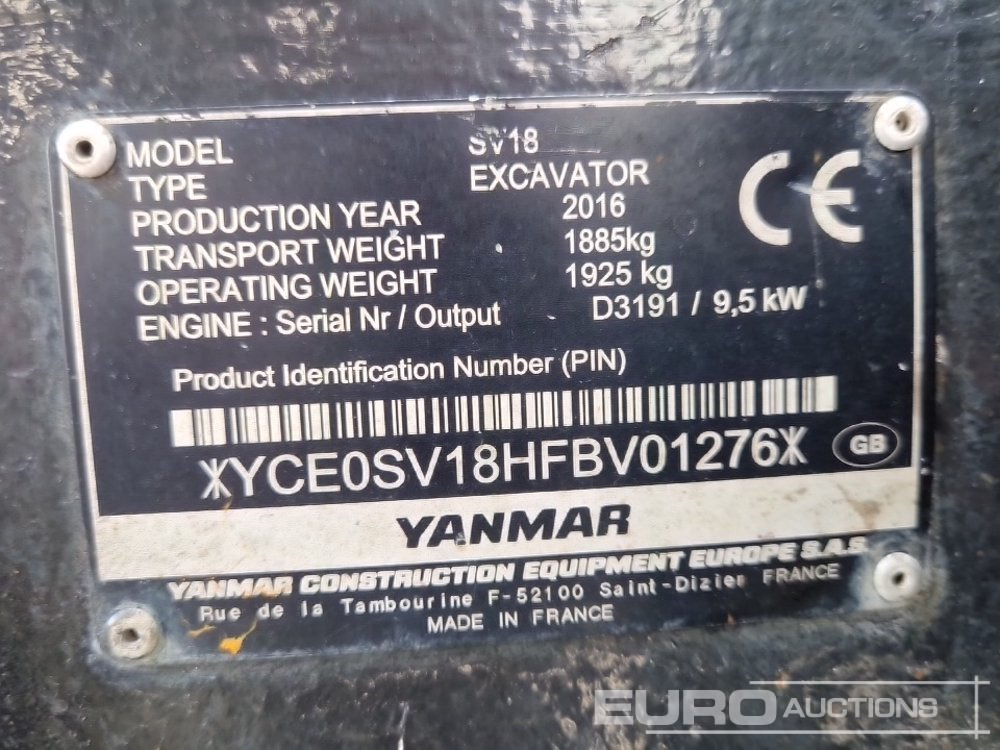 MODEL SV18
TYPE EXCAVATOR
PRODUCTION YEAR 2016
TRANSPORT WEIGHT 1885kg
OPERATING WEIGHT 1925 kg
ENGINE : Serial Nr / Output D3191 / 9,5 kW
CE
Product Identification Number (PIN)
YCE0SV18HFBV01276
GB
YANMAR
YANMAR CONSTRUCTION EQUIPMENT EUROPE S.A.S.
Rue de la Tambourine F-52100 Saint-Dizier FRANCE
MADE IN FRANCE
EURO AUCTIONS